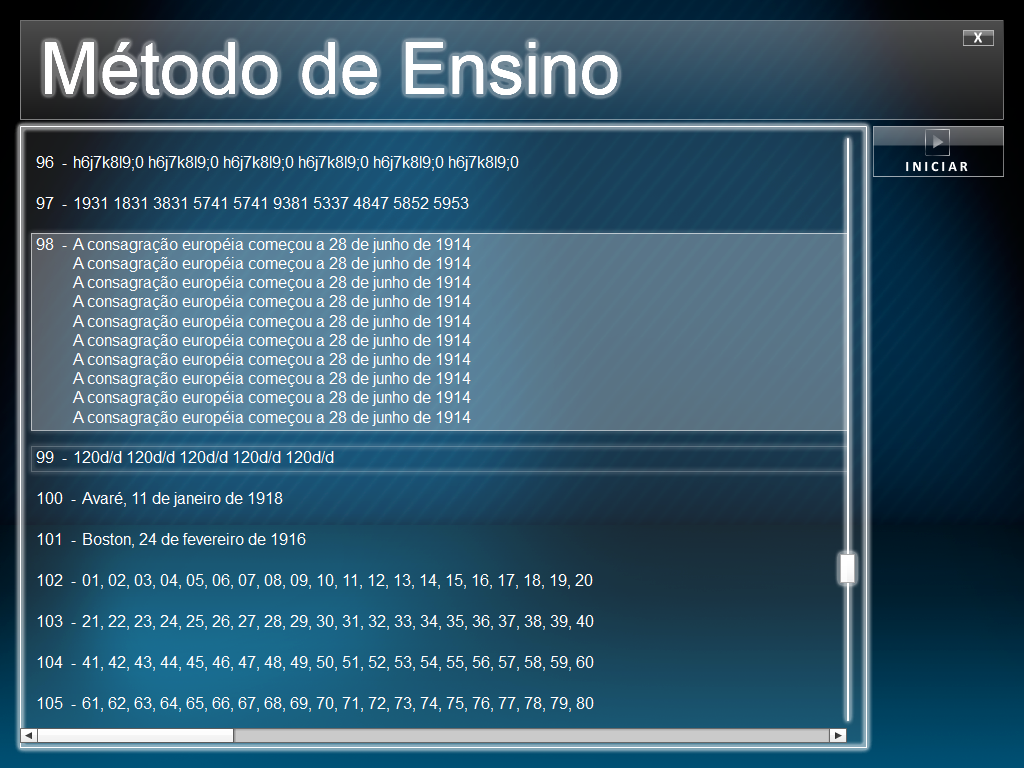 Método de Ensino
X
INICIAR
96 - h6j7k8l9;0 h6j7k8l9;0 h6j7k8l9;0 h6j7k8l9;0 h6j7k8l9;0 h6j7k8l9;0
97 - 1931 1831 3831 5741 5741 9381 5337 4847 5852 5953
98 - A consagração européia começou a 28 de junho de 1914
A consagração européia começou a 28 de junho de 1914
A consagração européia começou a 28 de junho de 1914
A consagração européia começou a 28 de junho de 1914
A consagração européia começou a 28 de junho de 1914
A consagração européia começou a 28 de junho de 1914
A consagração européia começou a 28 de junho de 1914
A consagração européia começou a 28 de junho de 1914
A consagração européia começou a 28 de junho de 1914
A consagração européia começou a 28 de junho de 1914
99 - 120d/d 120d/d 120d/d 120d/d 120d/d
100 - Avaré, 11 de janeiro de 1918
101 - Boston, 24 de fevereiro de 1916
102 - 01, 02, 03, 04, 05, 06, 07, 08, 09, 10, 11, 12, 13, 14, 15, 16, 17, 18, 19, 20
103 - 21, 22, 23, 24, 25, 26, 27, 28, 29, 30, 31, 32, 33, 34, 35, 36, 37, 38, 39, 40
104 - 41, 42, 43, 44, 45, 46, 47, 48, 49, 50, 51, 52, 53, 54, 55, 56, 57, 58, 59, 60
105 - 61, 62, 63, 64, 65, 66, 67, 68, 69, 70, 71, 72, 73, 74, 75, 76, 77, 78, 79, 80